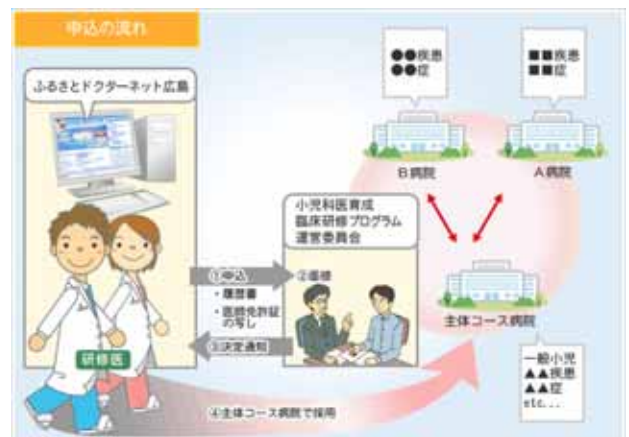 申込の流れ
ふるさとドクターネット広島
●●疾患
●●症
■■疾患
■■症
B病院
A病院
小児科医育成
臨床研修プログラム
運営委員会
①申込
・履歴書
・医師免許証
の写し
②面接
③決定通知
主体コース病院
研修医
一般小児
▲▲疾患
▲▲症
etc...
④主体コース病院で採用